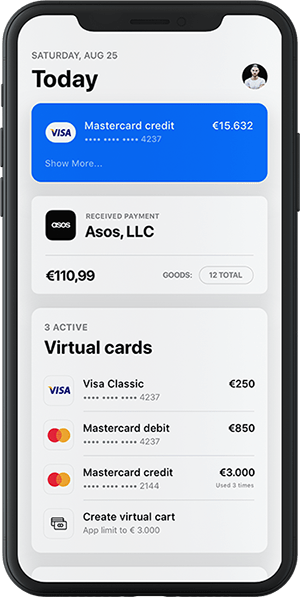 SATURDAY, AUG 25
Today
VISA
Mastercard credit
€15.632
•••• •••• •••• 4237
Show More...
asos
RECEIVED PAYMENT
Asos, LLC
€110,99
GOODS:
12 TOTAL
3 ACTIVE
Virtual cards
VISA
Visa Classic
€250
•••• •••• •••• 4237
Mastercard debit
€850
•••• •••• •••• 4237
Mastercard credit
€3.000
•••• •••• •••• 2144
Used 3 times
Create virtual cart
App limit to € 3.000